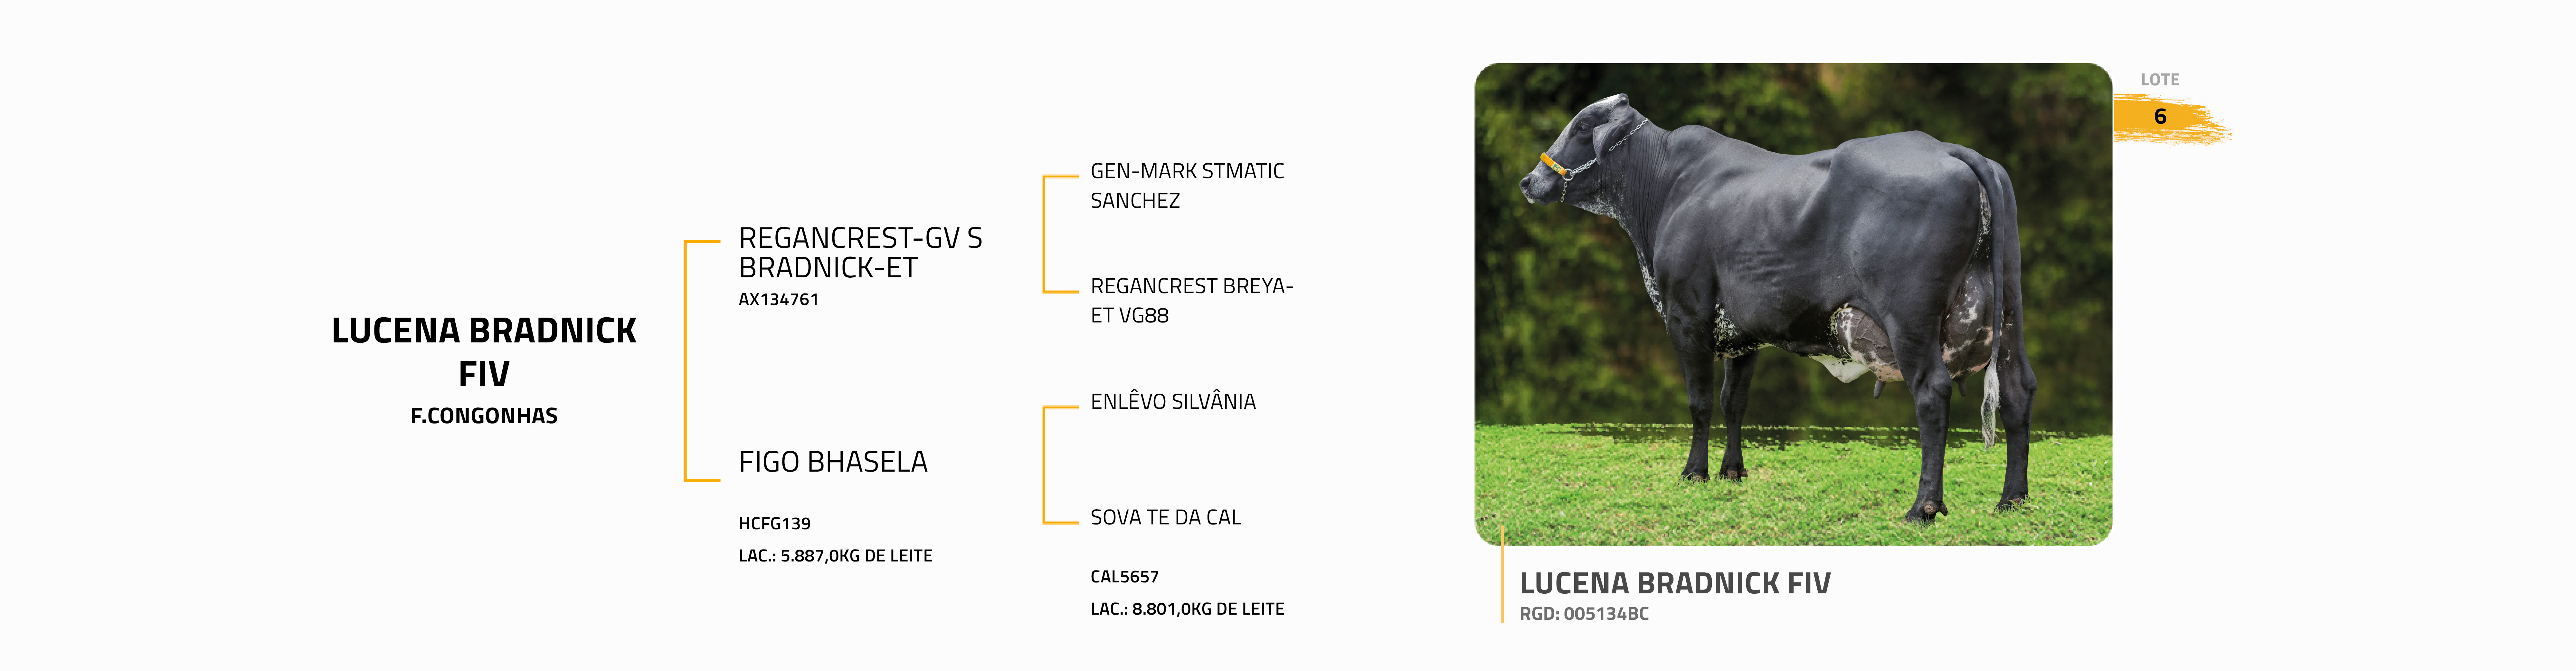 LUCENA BRADNICK
FIV
F.CONGONHAS
REGANCREST-GV S
BRADNICK-ET
AX134761
FIGO BHASELA
HCFG139
LAC.: 5.887,0KG DE LEITE
GEN-MARK STMATIC
SANCHEZ
REGANCREST BREYA-
ET VG88
ENLÊVO SILVÂNIA
SOVA TE DA CAL
CAL5657
LAC.: 8.801,0KG DE LEITE
LOTE
6
LUCENA BRADNICK FIV
RGD: 005134BC